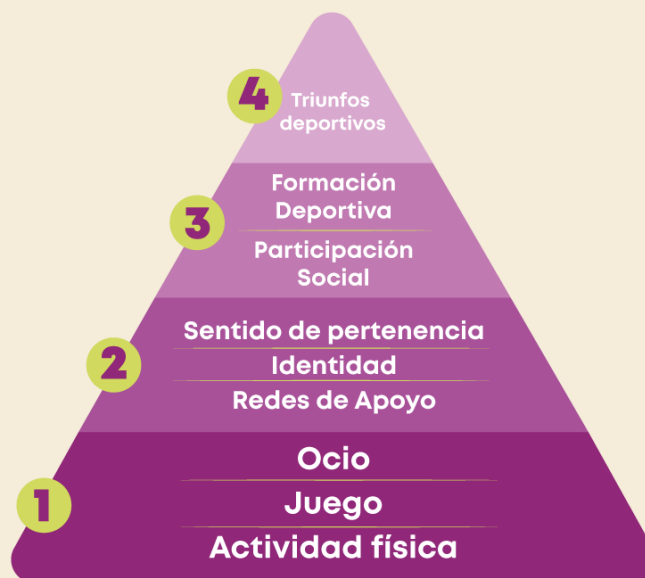 4
Triunfos
deportivos
3
Formación
Deportiva
Participación
Social
2
Sentido de pertenencia
Identidad
Redes de Apoyo
1
Ocio
Juego
Actividad física